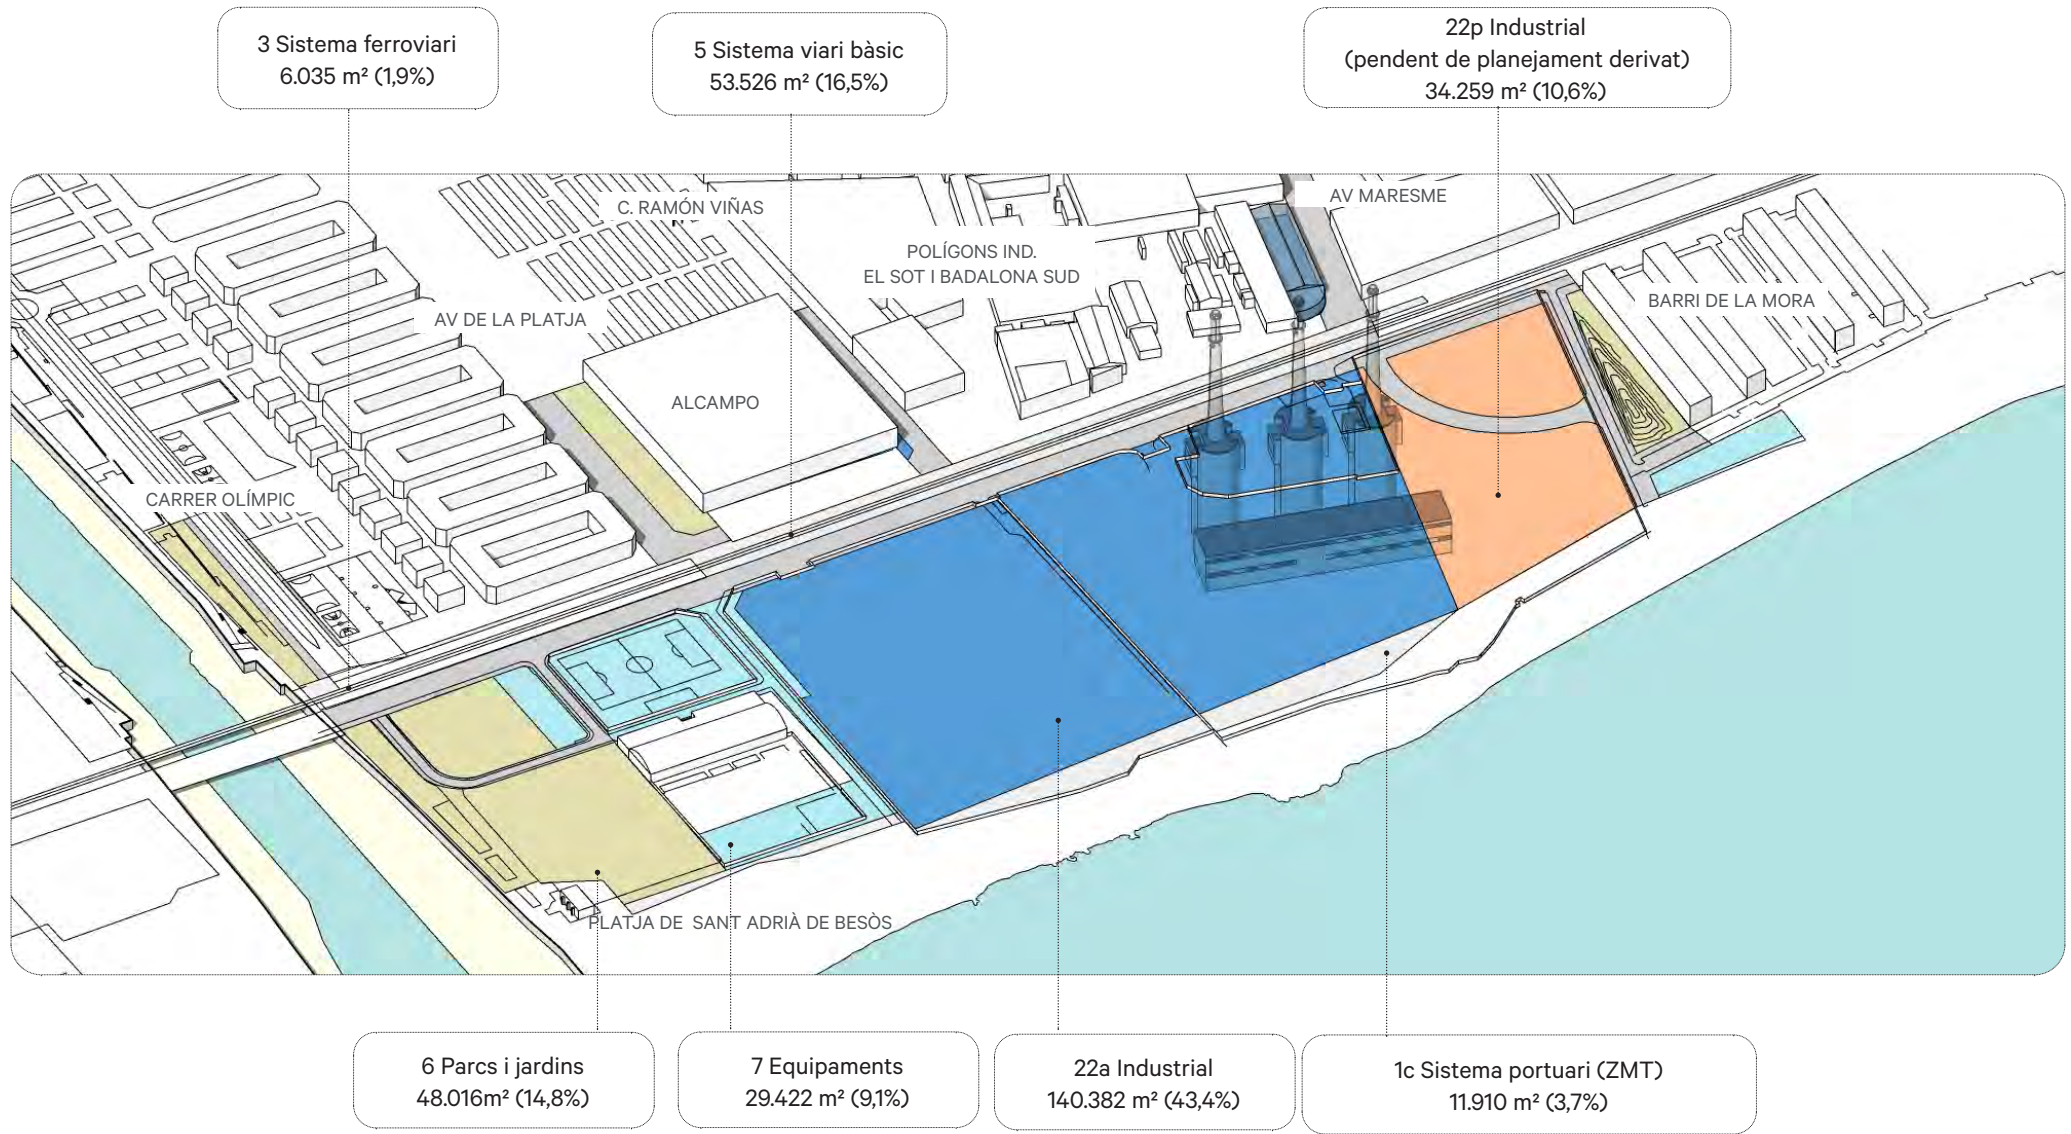 3 Sistema ferroviari
6.035 m² (1,9%)
5 Sistema viari bàsic
53.526 m² (16,5%)
22p Industrial
(pendent de planejament derivat)
34.259 m² (10,6%)
C. RAMÓN VIÑAS
AV MARESME
POLÍGONS IND.
EL SOT I BADALONA SUD
BARRI DE LA MORA
AV DE LA PLATJA
ALCAMPO
CARRER OLÍMPIC
PLATJA DE SANT ADRIÀ DE BESÒS
6 Parcs i jardins
48.016m² (14,8%)
7 Equipaments
29.422 m² (9,1%)
22a Industrial
140.382 m² (43,4%)
1c Sistema portuari (ZMT)
11.910 m² (3,7%)